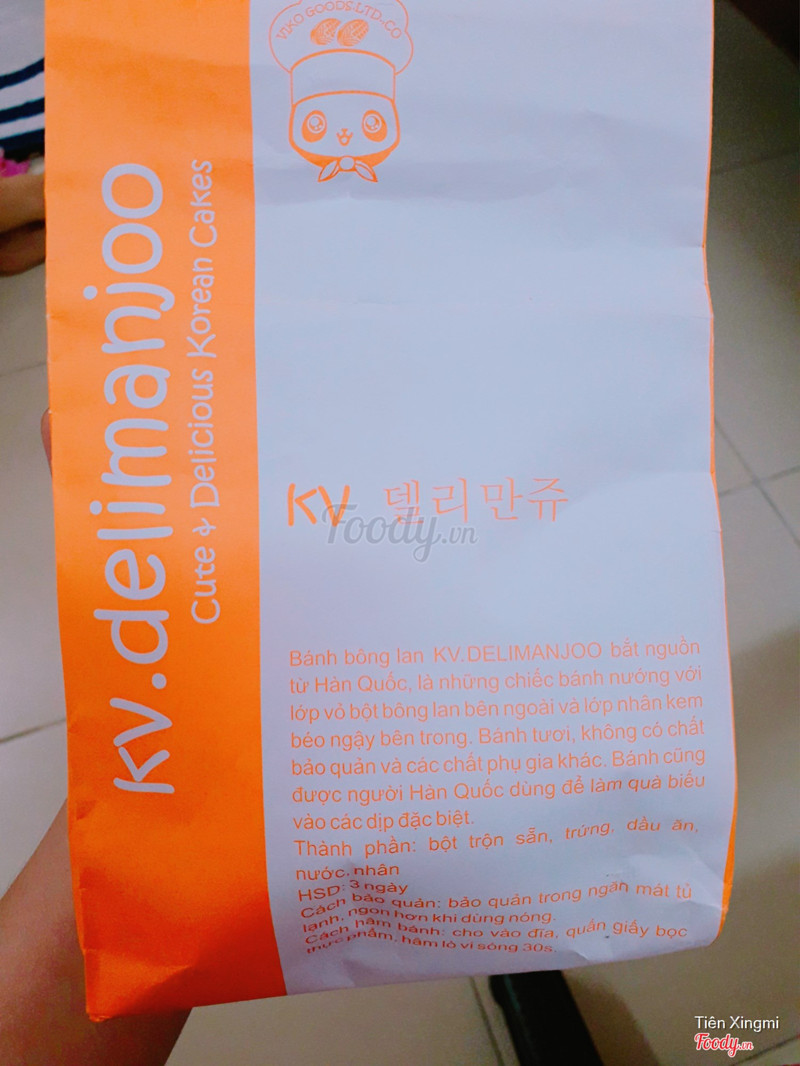 VIKO GOODS LTD.CO
kv.delimanjoo
Cute & Delicious Korean Cakes
KV 델리만쥬
Foody.vn
Bánh bông lan KV.DELIMANJOO bắt nguồn
từ Hàn Quốc, là những chiếc bánh nướng với
lớp vỏ bột bông lan bên ngoài và lớp nhân kem
béo ngậy bên trong. Bánh tươi, không có chất
bảo quản và các chất phụ gia khác. Bánh cũng
được người Hàn Quốc dùng để làm quà biếu
vào các dịp đặc biệt.
Thành phần: bột trộn sẵn, trứng, dầu ăn,
nước, nhân
HSD: 3 ngày
Cách bảo quản: bảo quản trong ngăn mát tủ
lạnh, ngon hơn khi dùng nóng.
Cách hâm bánh: cho vào đĩa, quấn giấy bọc
thực phẩm, hâm lò vi sóng 30s.
Tiên Xingmi
Foody.vn